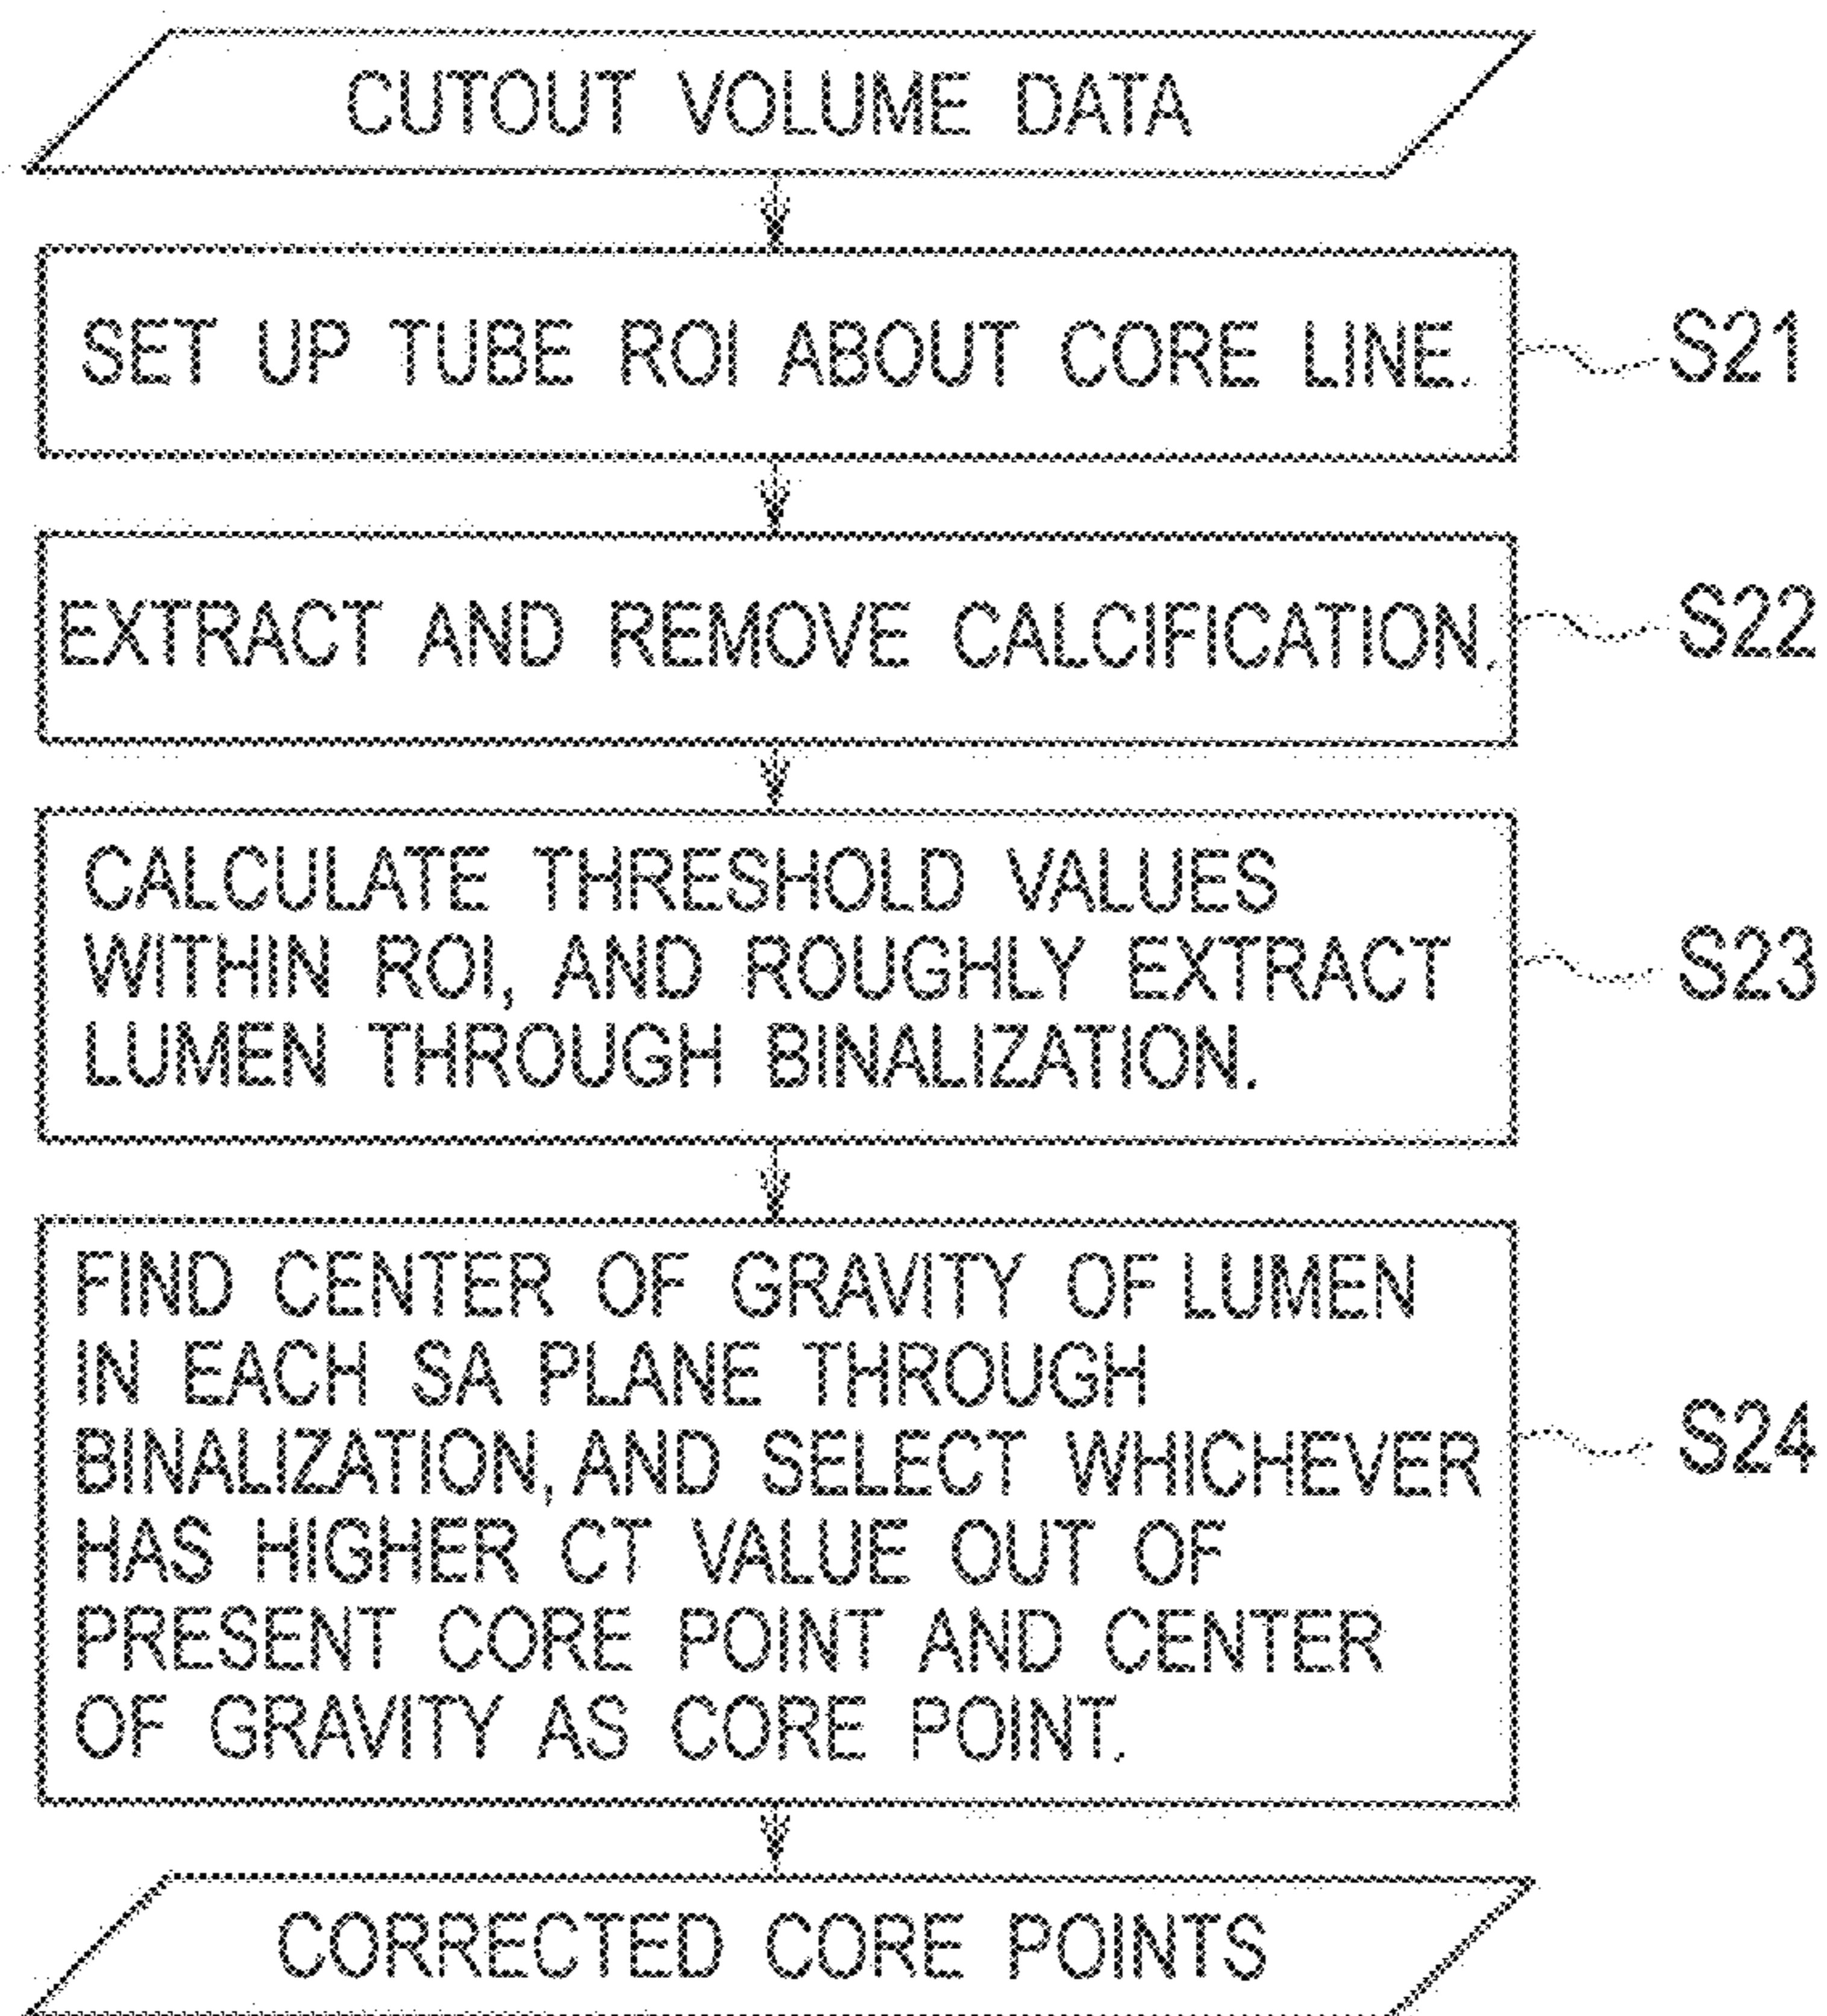 CUTOUT VOLUME DATA
SET UP TUBE ROI ABOUT CORE LINE.
S21
EXTRACT AND REMOVE CALCIFICATION.
S22
CALCULATE THRESHOLD VALUES
WITHIN ROI, AND ROUGHLY EXTRACT
LUMEN THROUGH BINALIZATION.
S23
FIND CENTER OF GRAVITY OF LUMEN
IN EACH SA PLANE THROUGH
BINALIZATION, AND SELECT WHICHEVER
HAS HIGHER CT VALUE OUT OF
PRESENT CORE POINT AND CENTER
OF GRAVITY AS CORE POINT.
S24
CORRECTED CORE POINTS